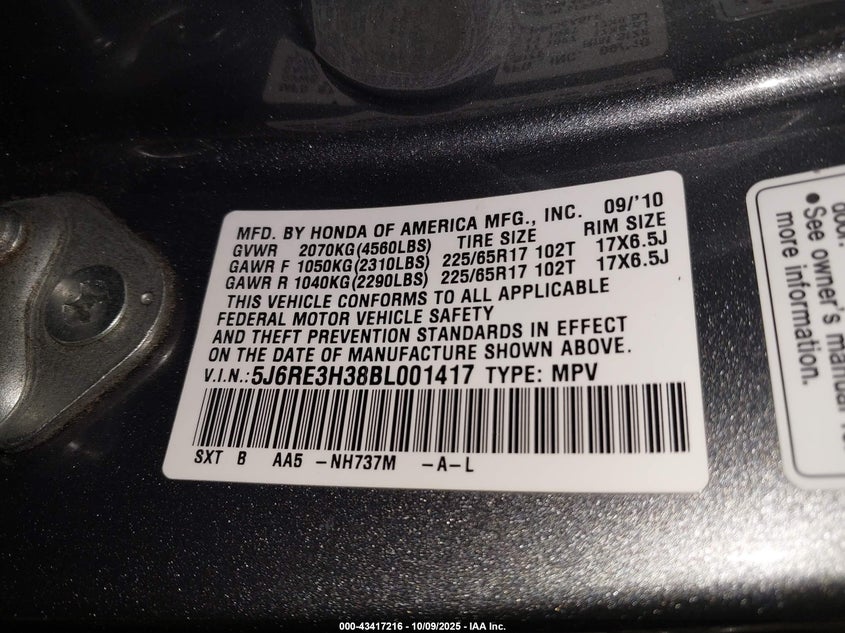 MFD. BY HONDA OF AMERICA MFG., INC. 09/'10
GVWR 2070KG(4560LBS) TIRE SIZE RIM SIZE
GAWR F 1050KG(2310LBS) 225/65R17 102T 17X6.5J
GAWR R 1040KG(2290LBS) 225/65R17 102T 17X6.5J
THIS VEHICLE CONFORMS TO ALL APPLICABLE
FEDERAL MOTOR VEHICLE SAFETY
AND THEFT PREVENTION STANDARDS IN EFFECT
ON THE DATE OF MANUFACTURE SHOWN ABOVE.
V.I.N.:5J6RE3H38BL001417 TYPE: MPV
SXT B AA5 -NH737M -A-L
door.
●See owner's manual for
more information.
000-43417216 - 10/09/2025 - IAA Inc.